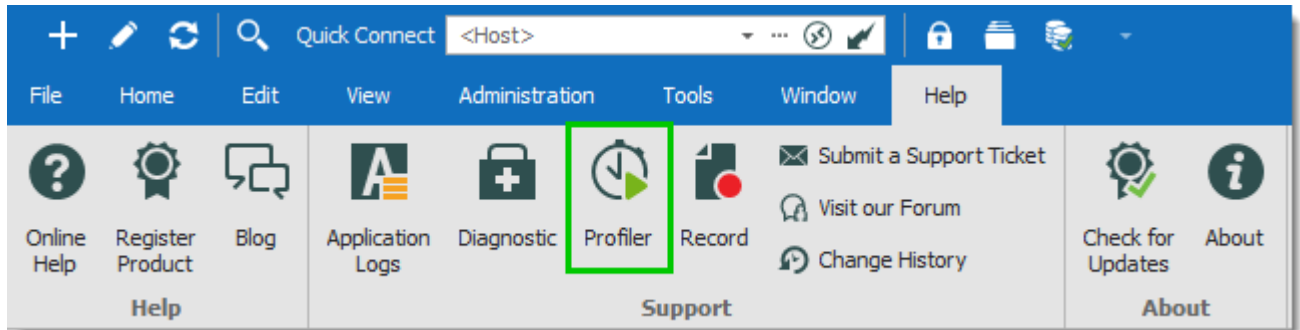 Quick Connect <Host>
File Home Edit View Administration Tools Window Help
Online Help
Register Product
Blog
Application Logs
Diagnostic
Profiler
Record
Submit a Support Ticket
Visit our Forum
Change History
Check for Updates
About
Help
Support
About